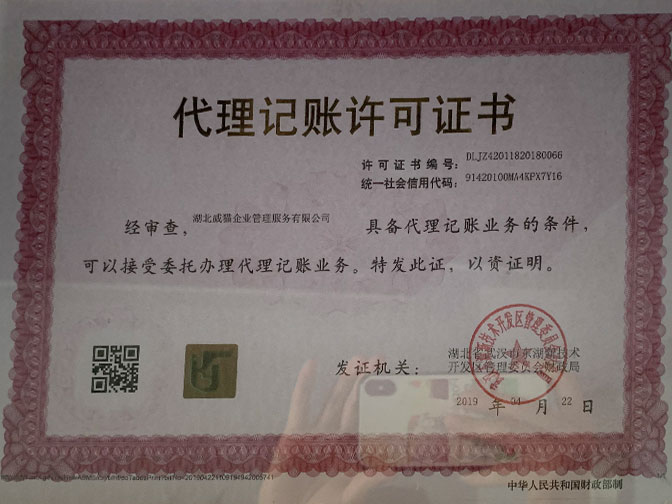 代理记账许可证书
许可证书编号: DLJZ42011820180066
统一社会信用代码: 91420100MA4KPX7Y16
经审查, 湖北威猫企业管理服务有限公司 具备代理记账业务的条件,
可以接受委托办理代理记账业务。特发此证, 以资证明。
发证机关: 湖北省武汉市东湖新技术
开发区管理委员会财政局
2019 年 04 月 22 日
中华人民共和国财政部制